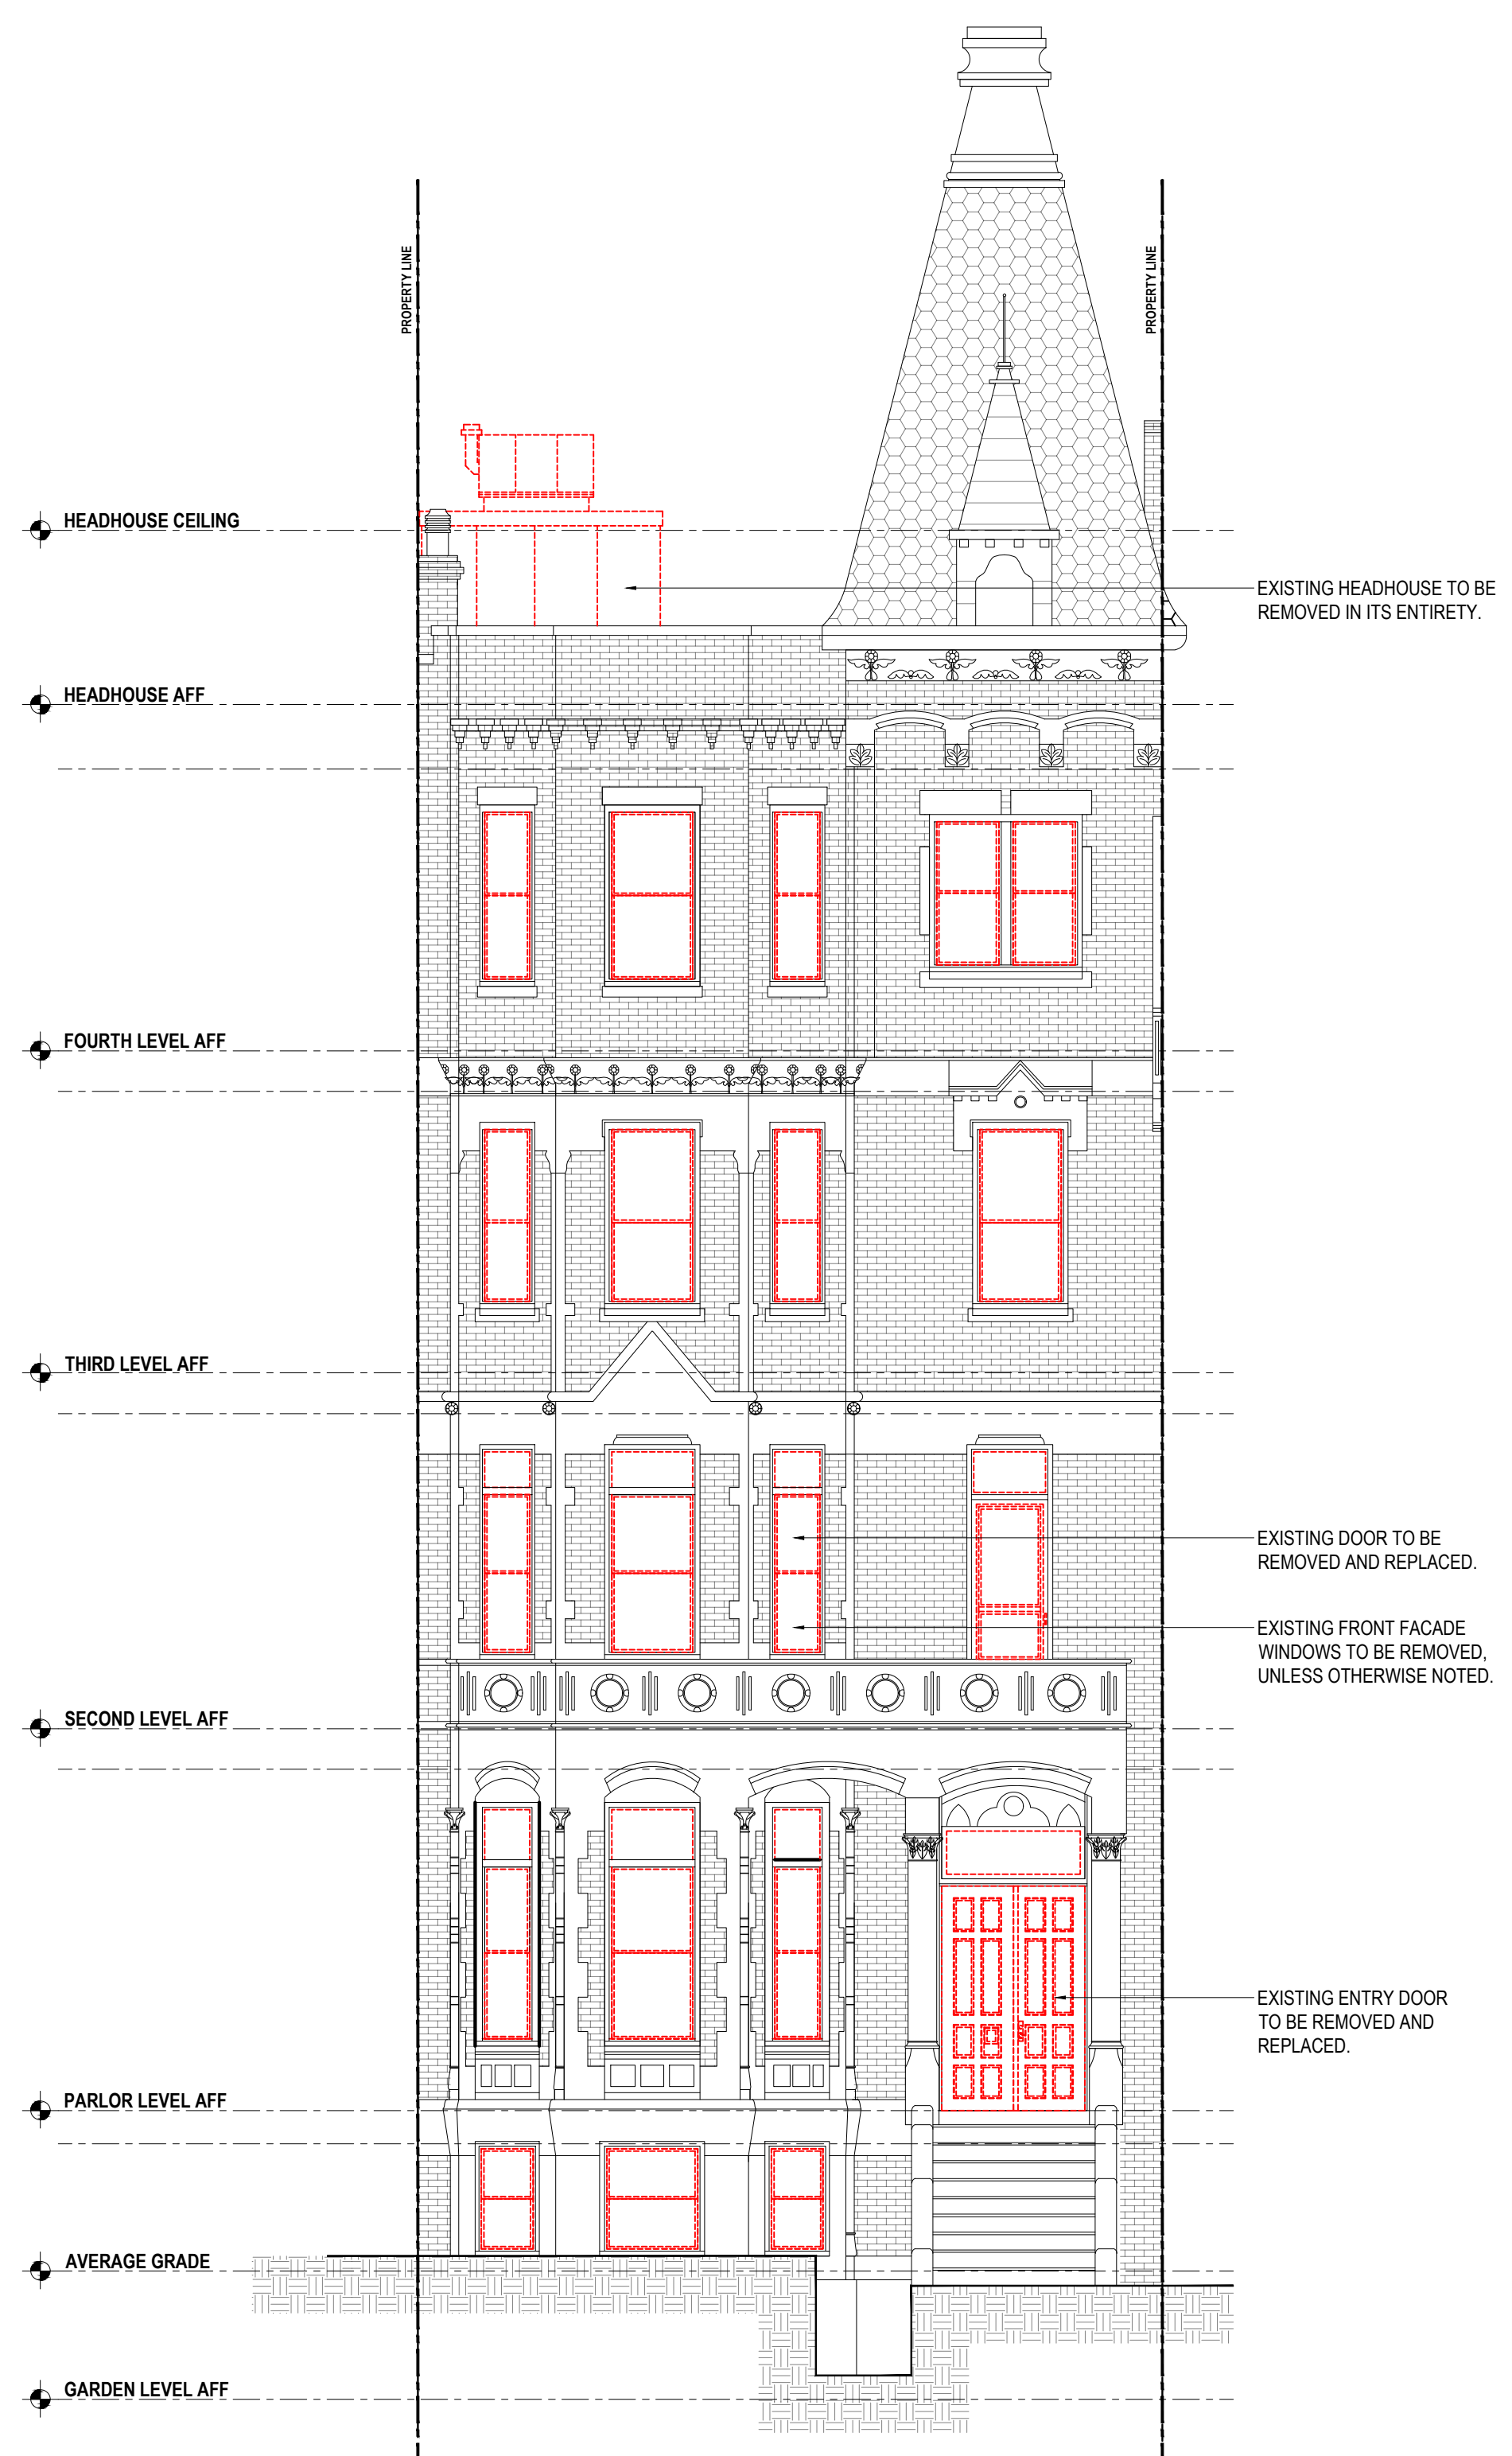 PROPERTY LINE
PROPERTY LINE
HEADHOUSE CEILING
EXISTING HEADHOUSE TO BE
REMOVED IN ITS ENTIRETY.
HEADHOUSE AFF
FOURTH LEVEL AFF
THIRD LEVEL AFF
EXISTING DOOR TO BE
REMOVED AND REPLACED.
EXISTING FRONT FACADE
WINDOWS TO BE REMOVED,
UNLESS OTHERWISE NOTED.
SECOND LEVEL AFF
EXISTING ENTRY DOOR
TO BE REMOVED AND
REPLACED.
PARLOR LEVEL AFF
AVERAGE GRADE
GARDEN LEVEL AFF